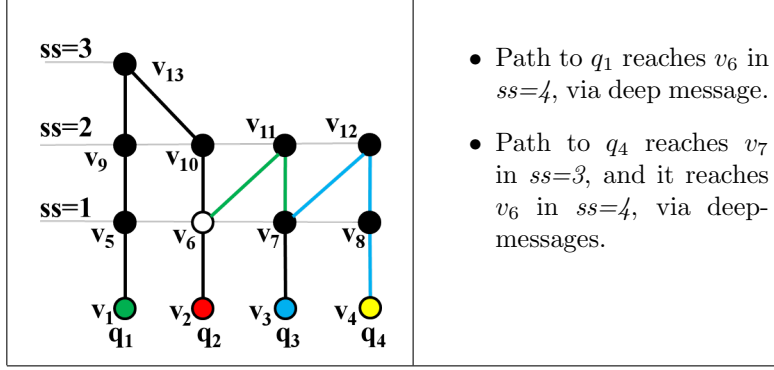 ss=3
v13
ss=2
v9
v10
v11
v12
ss=1
v5
v6
v7
v8
v1
v2
v3
v4
q1
q2
q3
q4
• Path to q1 reaches v6 in
ss=4, via deep message.
• Path to q4 reaches v7
in ss=3, and it reaches
v6 in ss=4, via deep-
messages.